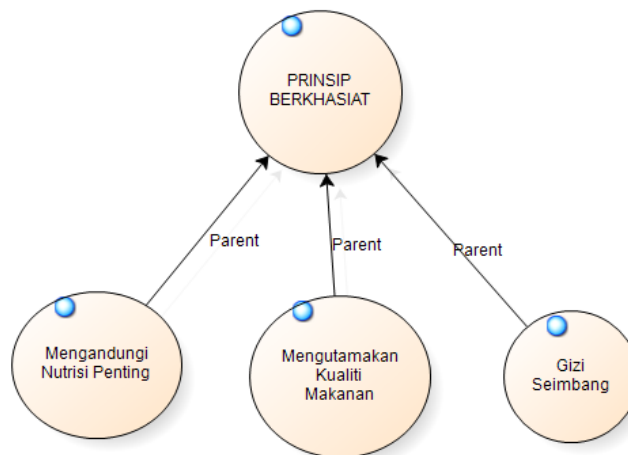 PRINSIP
BERKHASIAT
Parent
Parent
Parent
Mengandungi
Nutrisi Penting
Mengutamakan
Kualiti
Makanan
Gizi
Seimbang